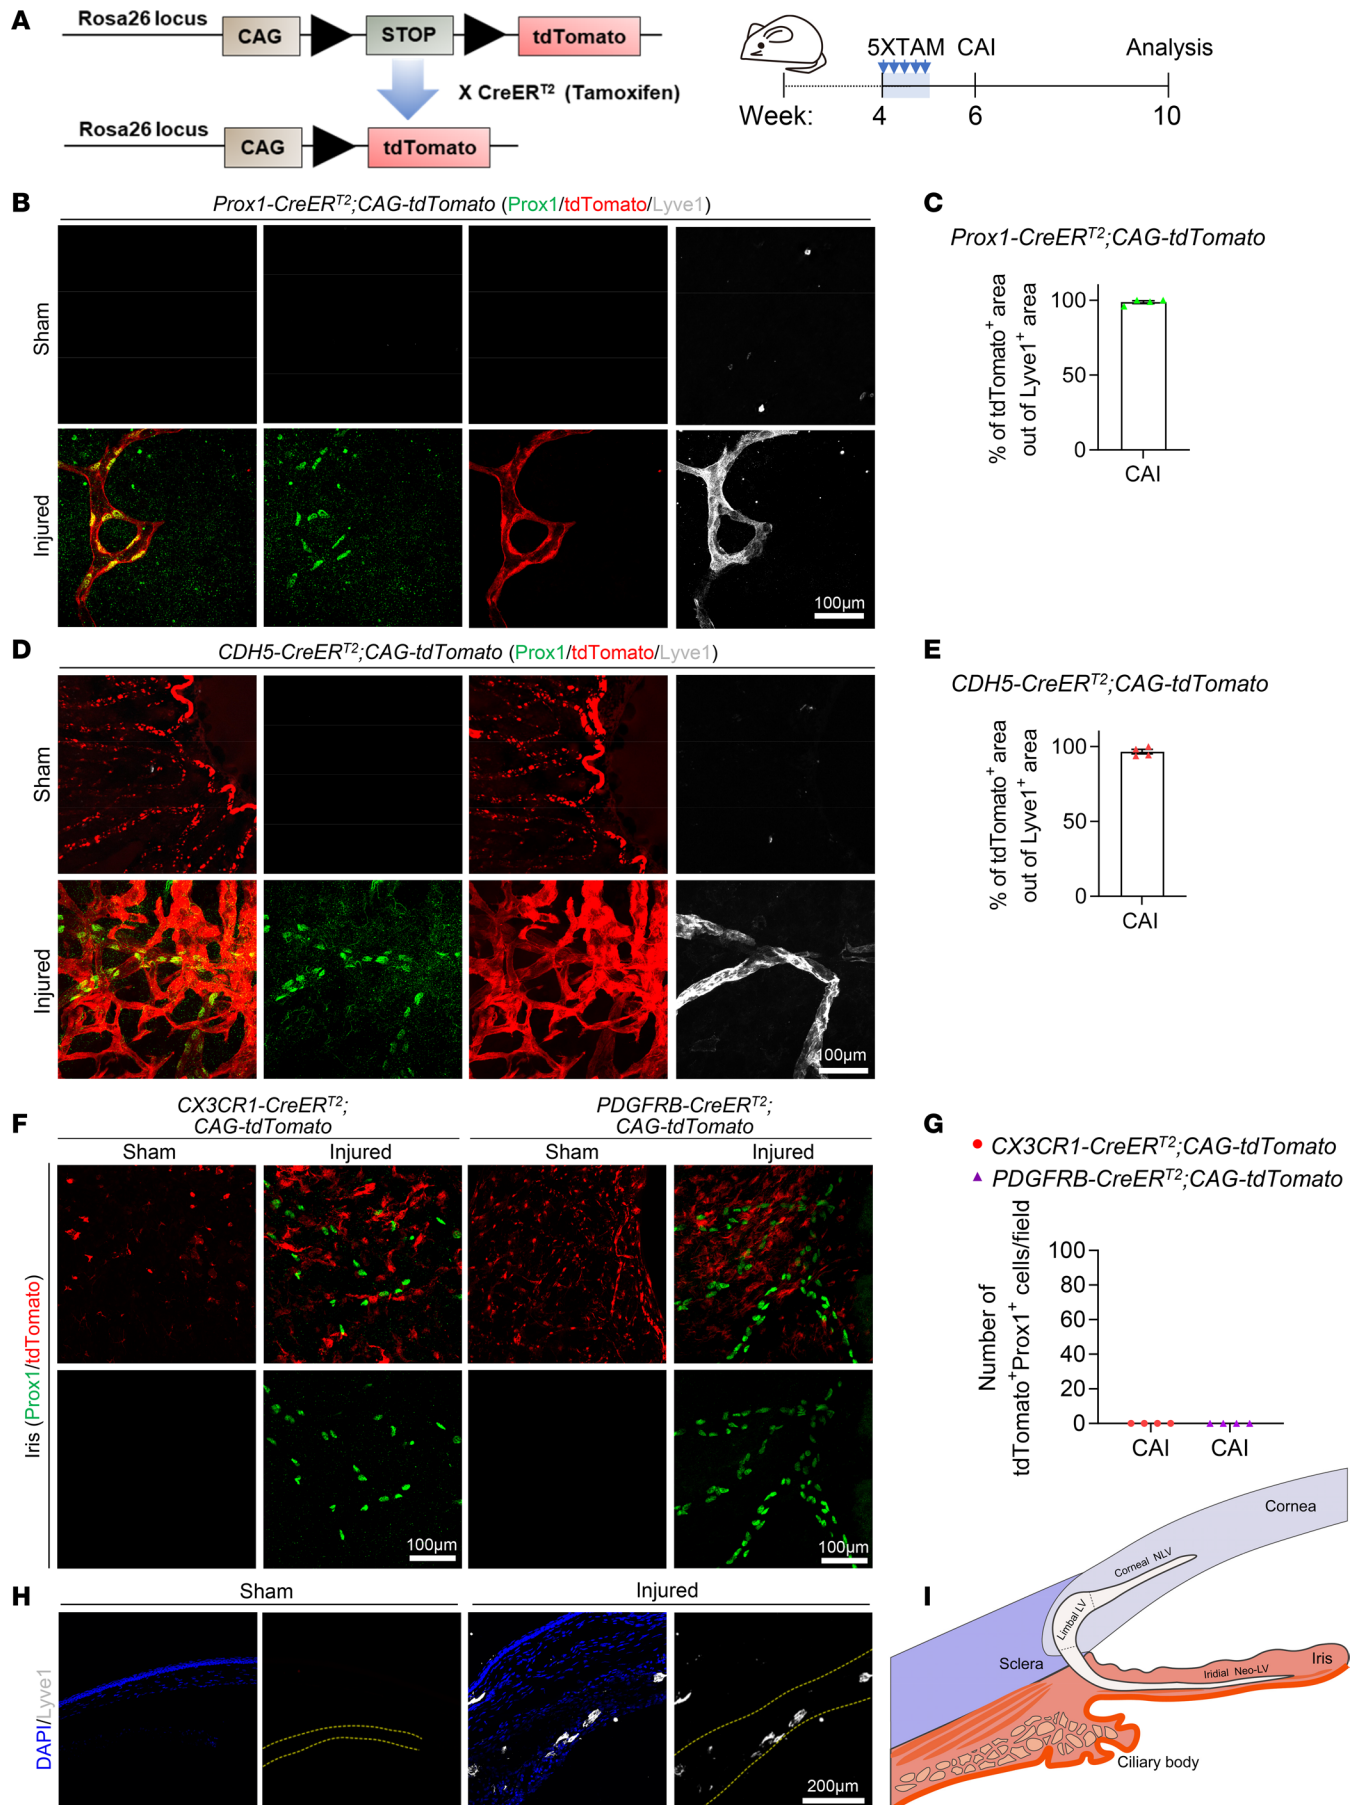 A
Rosa26 locus
CAG
STOP
tdTomato
X CreERT2 (Tamoxifen)
Rosa26 locus
CAG
tdTomato
5XTAM
CAI
Analysis
Week:
4
6
10
B
Prox1-CreERT2;CAG-tdTomato (Prox1/tdTomato/Lyve1)
Sham
Injured
100μm
C
Prox1-CreERT2;CAG-tdTomato
% of tdTomato+ area
out of Lyve1+ area
100
50
0
CAI
D
CDH5-CreERT2;CAG-tdTomato (Prox1/tdTomato/Lyve1)
Sham
Injured
100μm
E
CDH5-CreERT2;CAG-tdTomato
% of tdTomato+ area
out of Lyve1+ area
100
50
0
CAI
F
CX3CR1-CreERT2;
CAG-tdTomato
PDGFRB-CreERT2;
CAG-tdTomato
Sham
Injured
Sham
Injured
Iris (Prox1/tdTomato)
100μm
100μm
G
CX3CR1-CreERT2;CAG-tdTomato
PDGFRB-CreERT2;CAG-tdTomato
Number of
tdTomato+Prox1+ cells/field
100
80
60
40
20
0
CAI
CAI
H
Sham
Injured
DAPI/Lyve1
200μm
I
Cornea
Corneal NLV
Limbal LV
Sclera
Iridial Neo-LV
Iris
Ciliary body